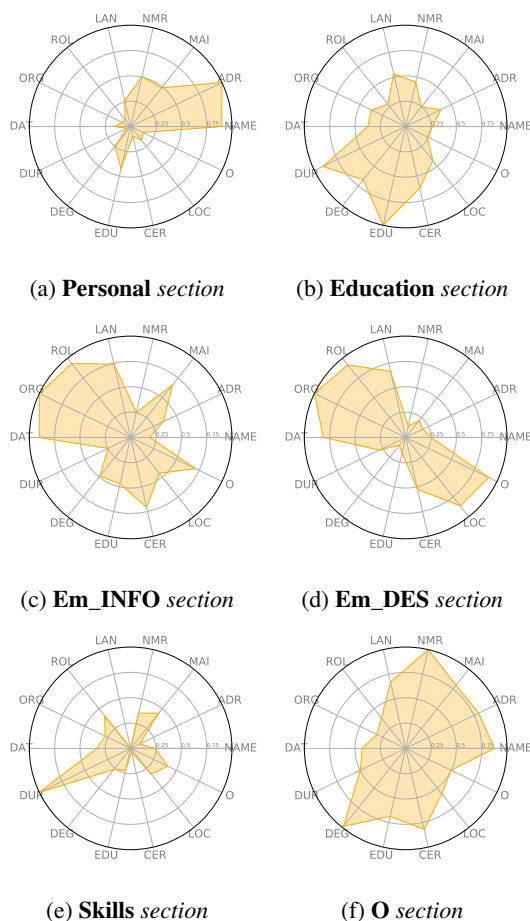 LAN NMR LAN NMR
ROL MAI ROL MAI
ORG ADR ORG ADR
DAT 0.25 0.50 0.75 NAME DAT 0.25 0.50 0.75 NAME
DUR O DUR O
DEG LOC DEG LOC
EDU CER EDU CER
(a) Personal section (b) Education section
LAN NMR LAN NMR
ROL MAI ROL MAI
ORG ADR ORG ADR
DAT 0.25 0.50 0.75 NAME DAT 0.25 0.50 0.75 NAME
DUR O DUR O
DEG LOC DEG LOC
EDU CER EDU CER
(c) Em_INFO section (d) Em_DES section
LAN NMR LAN NMR
ROL MAI ROL MAI
ORG ADR ORG ADR
DAT 0.25 0.50 0.75 NAME DAT 0.25 0.50 0.75 NAME
DUR O DUR O
DEG LOC DEG LOC
EDU CER EDU CER
(e) Skills section (f) O section